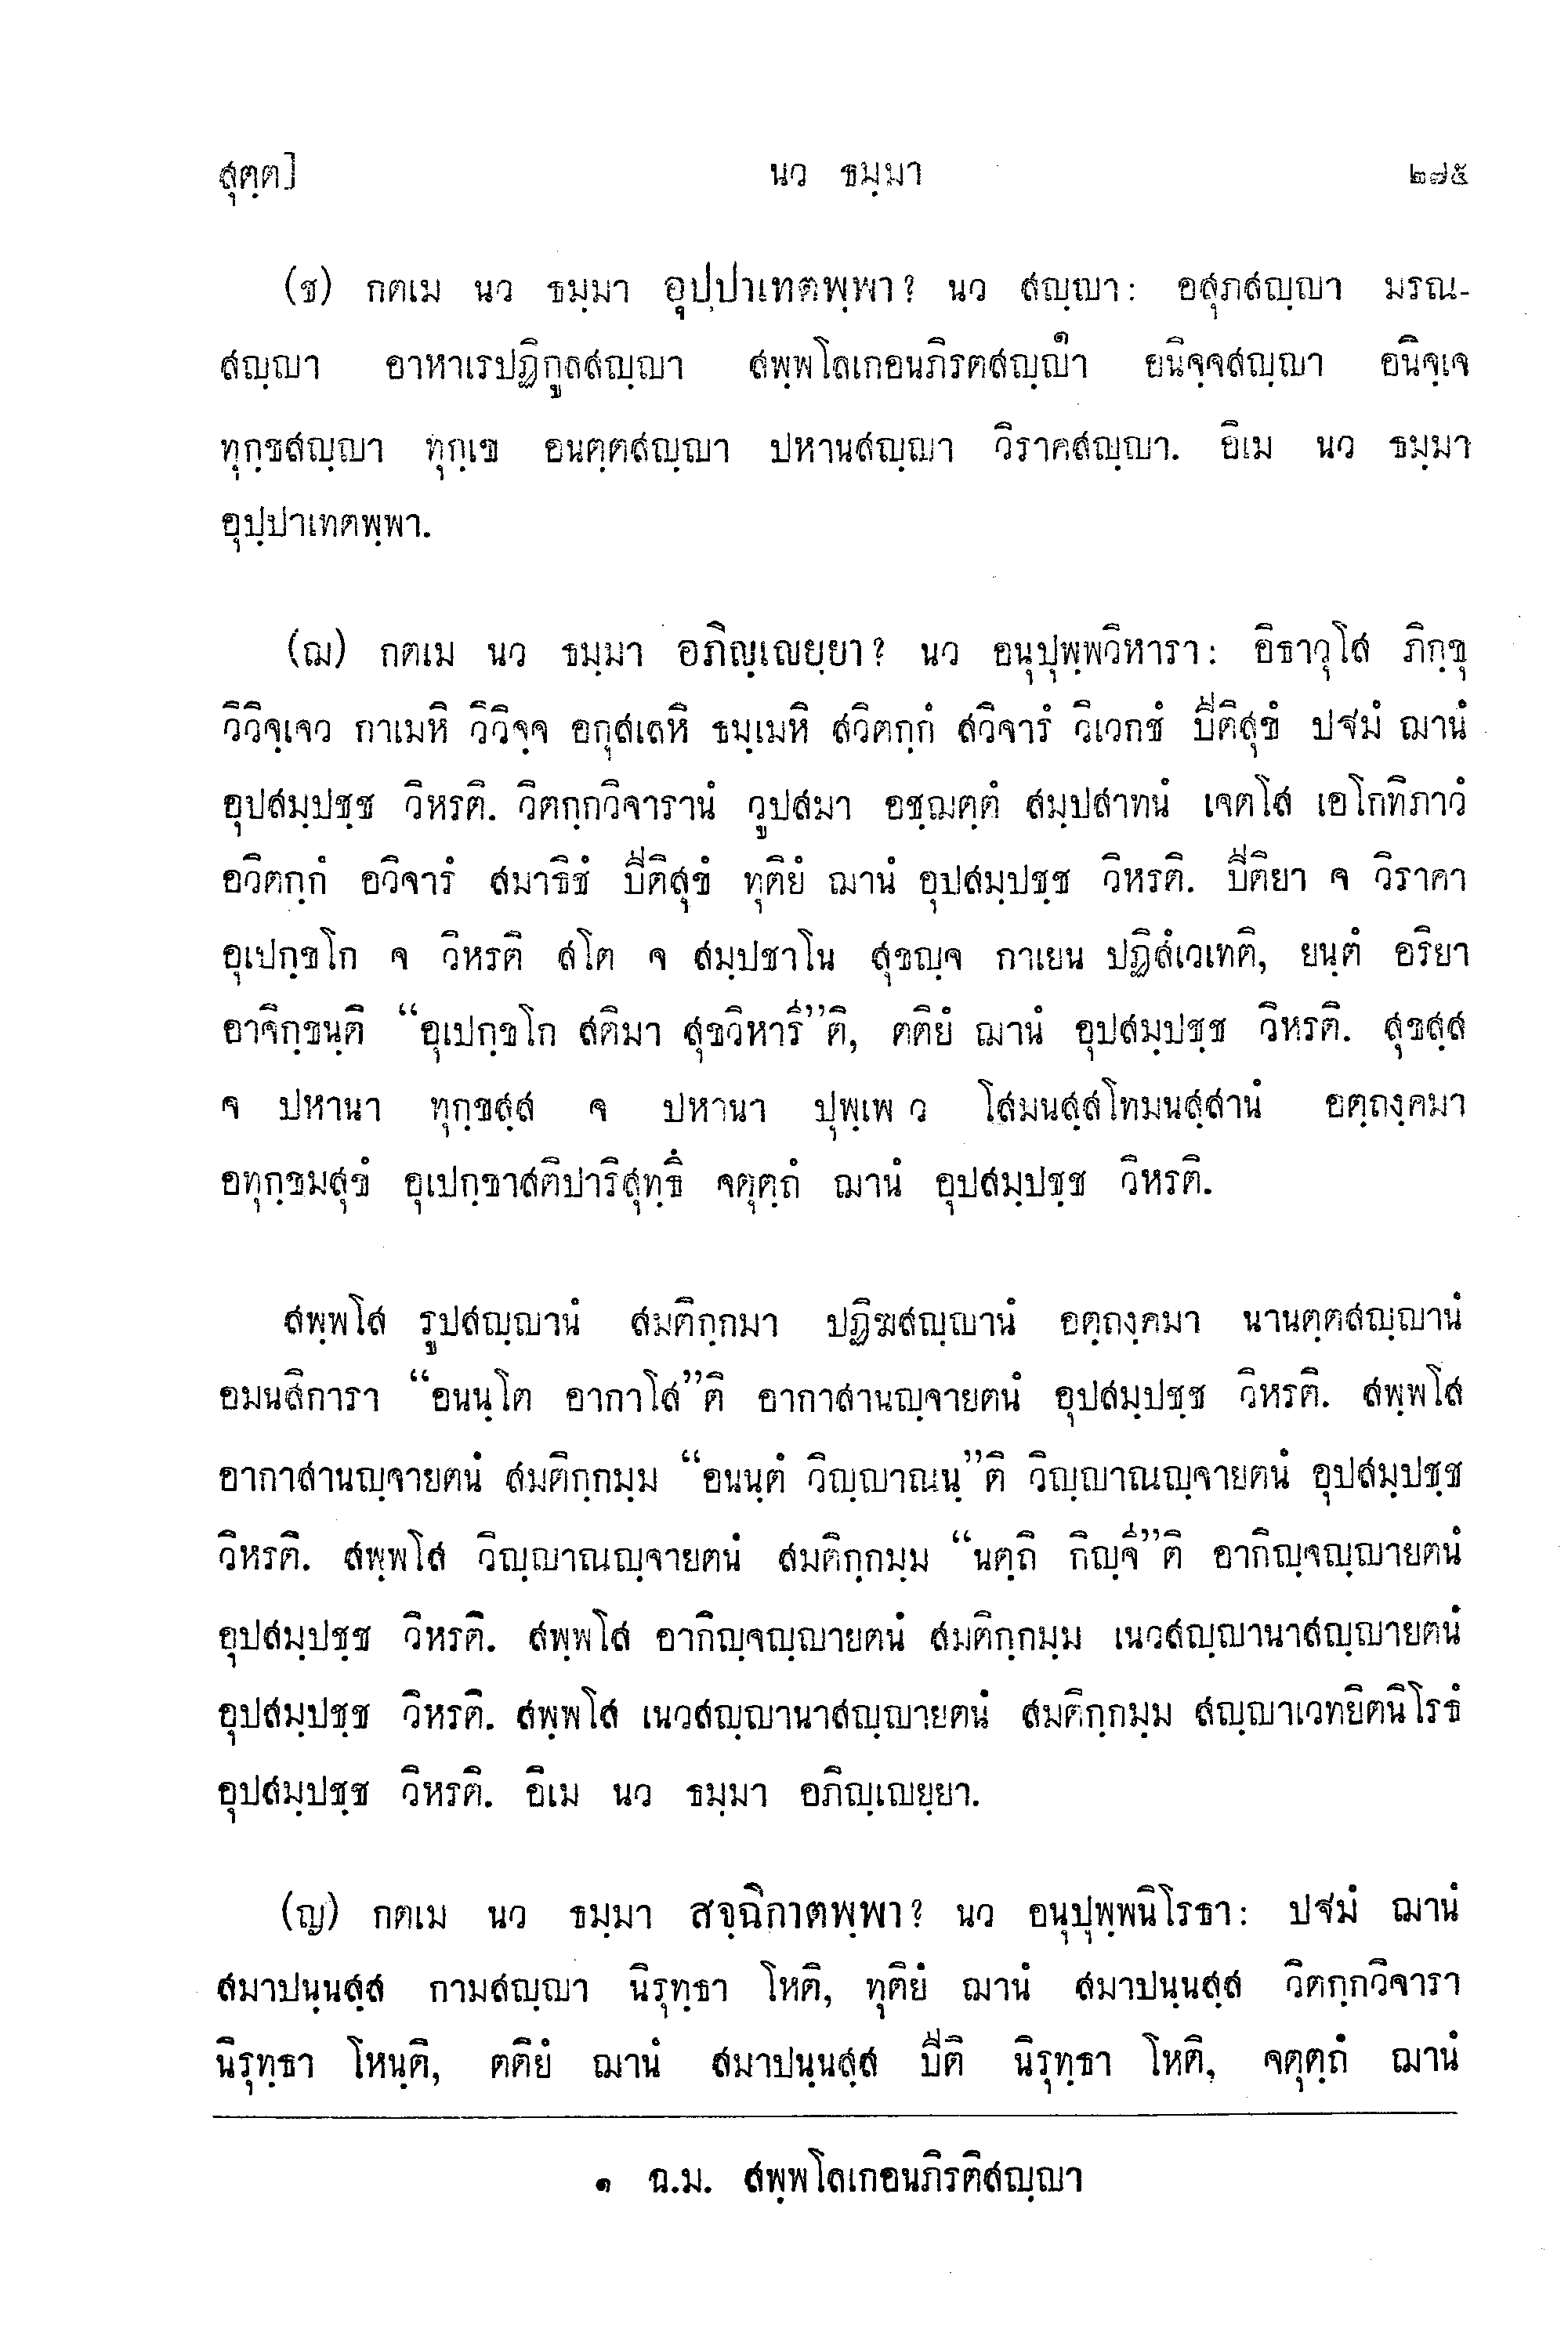 สุตฺต]	นว ธมฺมา	๒๗๕
(ช) กตเม นว ธมฺมา อุปฺปาเทตพฺพา? นว สญฺญา: อสุภสญฺญา มรณ-
สญฺญา อาหาเรปฏิกูลสญฺญา สพฺพโลเกอนภิรตสญฺญา๑ ยนิจฺจสญฺญา อนิจฺเจ
ทุกฺขสญฺญา ทุกฺเข อนตฺตสญฺญา ปหานสญฺญา วิราคสญฺญา. อิเม นว ธมฺมา
อุปฺปาเทตพฺพา.
(ฌ) กตเม นว ธมฺมา อภิญฺเญยฺยา? นว อนุปุพฺพวิหารา: อิธาวุโส ภิกฺขุ
วิวิจฺเจว กาเมหิ วิวิจฺจ อกุสเลหิ ธมฺเมหิ สวิตกฺกํ สวิจารํ วิเวกชํ ปีติสุขํ ปฐมํ ฌานํ
อุปสมฺปชฺช วิหรติ. วิตกฺกวิจารานํ วูปสมา อชฺฌตฺตํ สมฺปสาทนํ เจตโส เอโกทิภาวํ
อวิตกฺกํ อวิจารํ สมาธิชํ ปีติสุขํ ทุติยํ ฌานํ อุปสมฺปชฺช วิหรติ. ปีติยา จ วิราคา
อุเปกฺขโก จ วิหรติ สโต จ สมฺปชาโน สุขญฺจ กาเยน ปฏิสํเวเทติ, ยนฺตํ อริยา
อาจิกฺขนฺติ “อุเปกฺขโก สติมา สุขวิหารี”ติ, ตติยํ ฌานํ อุปสมฺปชฺช วิหรติ. สุขสฺส
จ ปหานา ทุกฺขสฺส จ ปหานา ปุพฺเพ ว โสมนสฺสโทมนสฺสานํ อตฺถงฺคมา
อทุกฺขมสุขํ อุเปกฺขาสติปาริสุทฺธึ จตุตฺถํ ฌานํ อุปสมฺปชฺช วิหรติ.
สพฺพโส รูปสญฺญานํ สมติกฺกมา ปฏิฆสญฺญานํ อตฺถงฺคมา นานตฺตสญฺญานํ
อมนสิการา “อนนฺโต อากาโส”ติ อากาสานญฺจายตนํ อุปสมฺปชฺช วิหรติ. สพฺพโส
อากาสานญฺจายตนํ สมติกฺกมฺม “อนนฺตํ วิญฺญาณนฺ”ติ วิญฺญาณญฺจายตนํ อุปสมฺปชฺช
วิหรติ. สพฺพโส วิญฺญาณญฺจายตนํ สมติกฺกมฺม “นตฺถิ กิญฺจี”ติ อากิญฺจญฺญายตนํ
อุปสมฺปชฺช วิหรติ. สพฺพโส อากิญฺจญฺญายตนํ สมติกฺกมฺม เนวสญฺญานาสญฺญายตนํ
อุปสมฺปชฺช วิหรติ. สพฺพโส เนวสญฺญานาสญฺญายตนํ สมติกฺกมฺม สญฺญาเวทยิตนิโรธํ
อุปสมฺปชฺช วิหรติ. อิเม นว ธมฺมา อภิญฺเญยฺยา.
(ญ) กตเม นว ธมฺมา สจฺฉิกาตพฺพา? นว อนุปุพฺพนิโรธา: ปฐมํ ฌานํ
สมาปนฺนสฺส กามสญฺญา นิรุทฺธา โหติ, ทุติยํ ฌานํ สมาปนฺนสฺส วิตกฺกวิจารา
นิรุทฺธา โหนฺติ, ตติยํ ฌานํ สมาปนฺนสฺส ปีติ นิรุทฺธา โหติ, จตุตฺถํ ฌานํ
๑ ฉ.ม. สพฺพโลเกอนภิรติสญฺญา